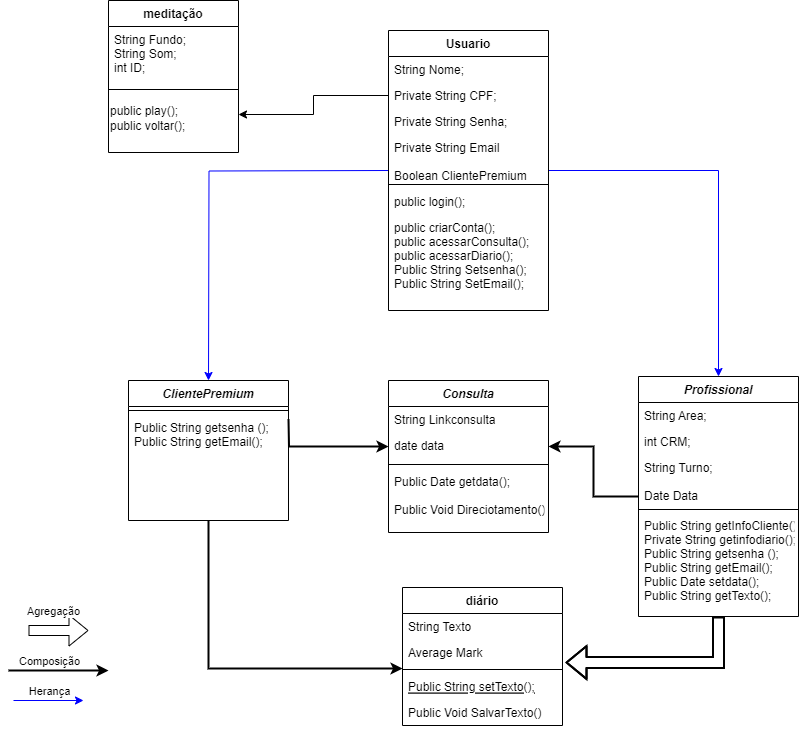 meditação
String Fundo;
String Som;
int ID;
public play();
public voltar();
Usuario
String Nome;
Private String CPF;
Private String Senha;
Private String Email
Boolean ClientePremium
public login();
public criarConta();
public acessarConsulta();
public acessarDiario();
Public String Setsenha();
Public String SetEmail();
ClientePremium
Public String getsenha ();
Public String getEmail();
Consulta
String Linkconsulta
date data
Public Date getdata();
Public Void Direciotamento()
Profissional
String Area;
int CRM;
String Turno;
Date Data
Public String getInfoCliente(
Private String getinfodiario();
Public String getsenha ();
Public String getEmail();
Public Date setdata();
Public String getTexto();
diário
String Texto
Average Mark
Public String setTexto();
Public Void SalvarTexto()
Agregação
Composição
Herança